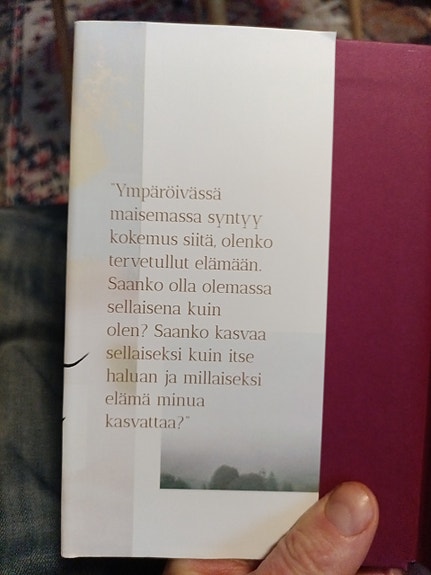 "Ympäröivässä
maisemassa syntyy
kokemus siitä, olenko
tervetullut elämään.
Saanko olla olemassa
sellaisena kuin
olen? Saanko kasvaa
sellaiseksi kuin itse
haluan ja millaiseksi
elämä minua
kasvattaa?"